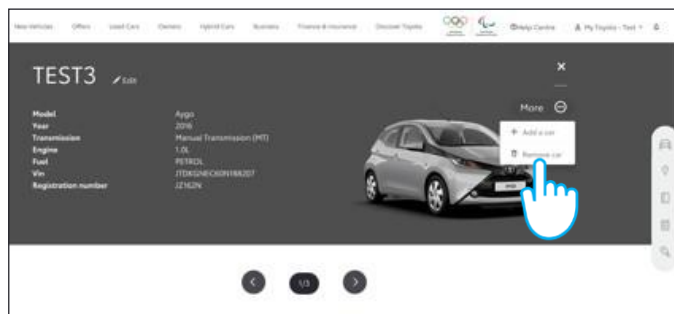 New Vehicles Offers Used Cars Owners Hybrid Cars Business Finance & Insurance Discover Toyota Help Centre My Toyota - Test
TEST3 Edit
More
Add a car
Remove car
Model Aygo
Year 2016
Transmission Manual Transmission (MT)
Engine 1.0L
Fuel PETROL
Vin
Registration number JZ162N
1/3